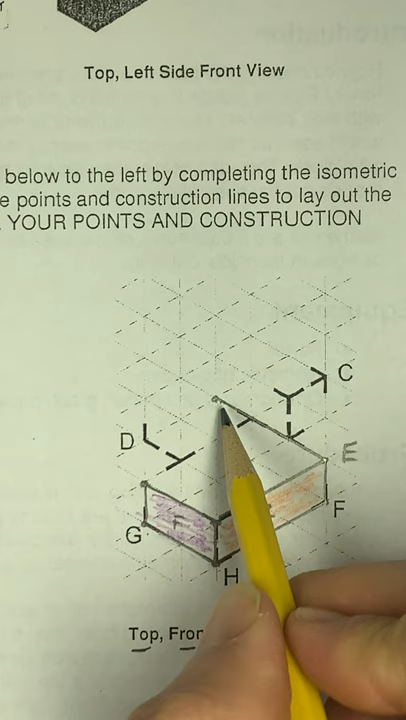 Top, Left Side Front View
below to the left by completing the isometric
points and construction lines to lay out the
YOUR POINTS AND CONSTRUCTION
C
D
E
F
F
G
H
Top,